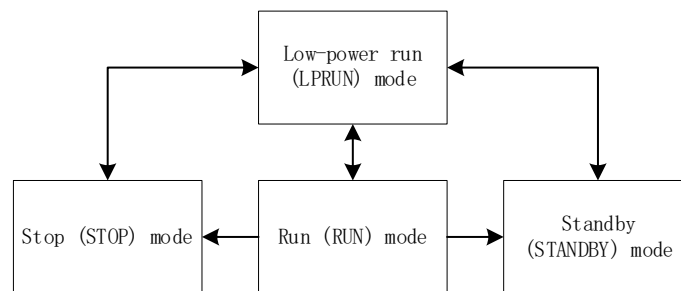 Low-power run
(LPRUN) mode
Stop (STOP) mode
Run (RUN) mode
Standby
(STANDBY) mode